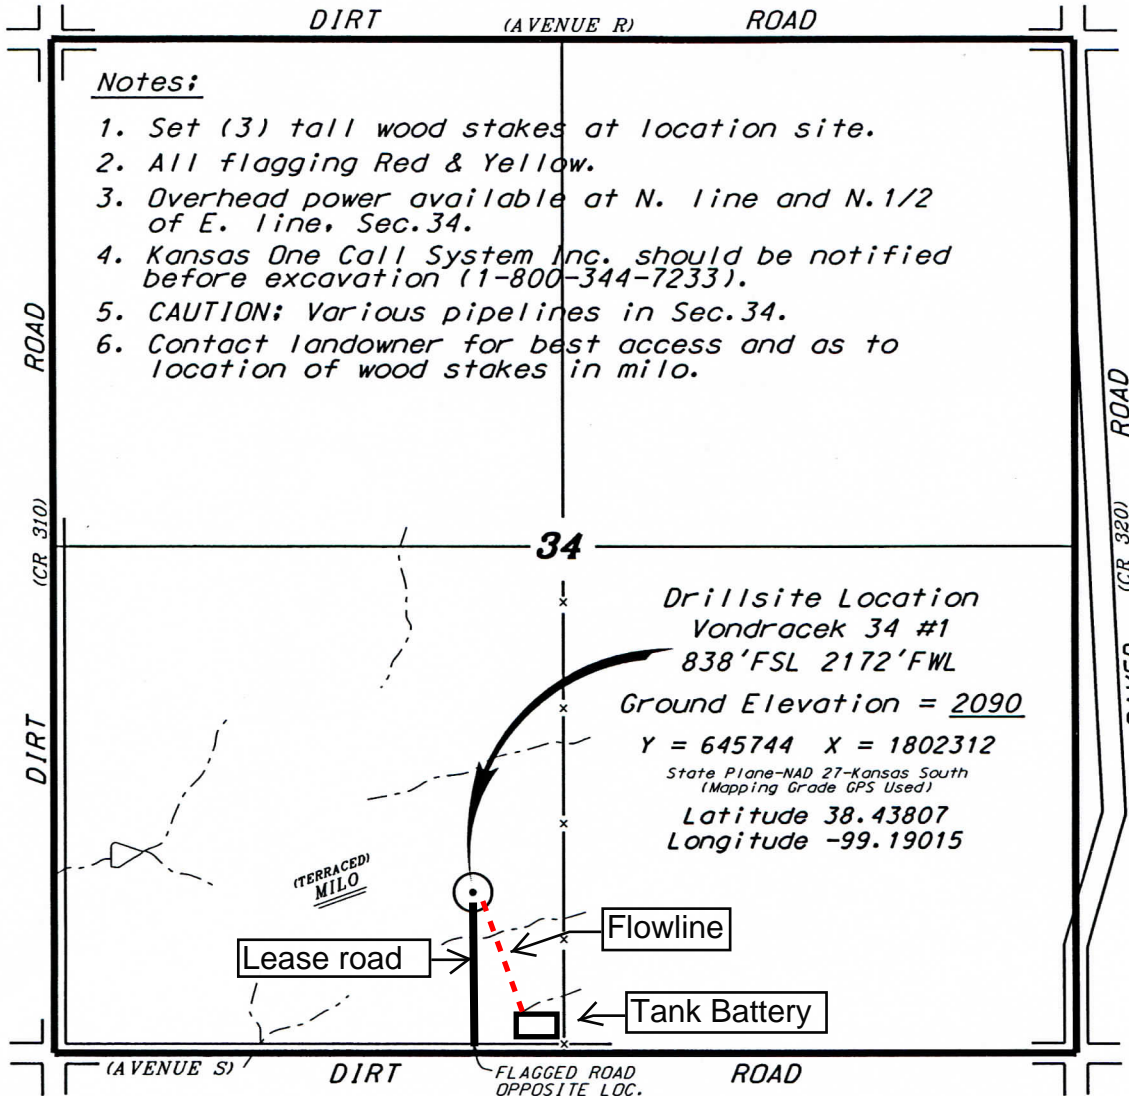 DIRT (AVENUE R) ROAD
Notes:
1. Set (3) tall wood stakes at location site.
2. All flagging Red & Yellow.
3. Overhead power available at N. line and N.1/2
of E. line, Sec.34.
4. Kansas One Call System Inc. should be notified
before excavation (1-800-344-7233).
5. CAUTION: Various pipelines in Sec.34.
6. Contact landowner for best access and as to
location of wood stakes in milo.
ROAD
(CR 310)
DIRT
ROAD
(CR 320)
34
Drillsite Location
Vondracek 34 #1
838'FSL 2172'FWL
Ground Elevation = 2090
Y = 645744 X = 1802312
State Plane-NAD 27-Kansas South
(Mapping Grade GPS Used)
Latitude 38.43807
Longitude -99.19015
(TERRACED)
MILO
Flowline
Lease road
Tank Battery
(AVENUE S) DIRT ROAD
FLAGGED ROAD
OPPOSITE LOC.